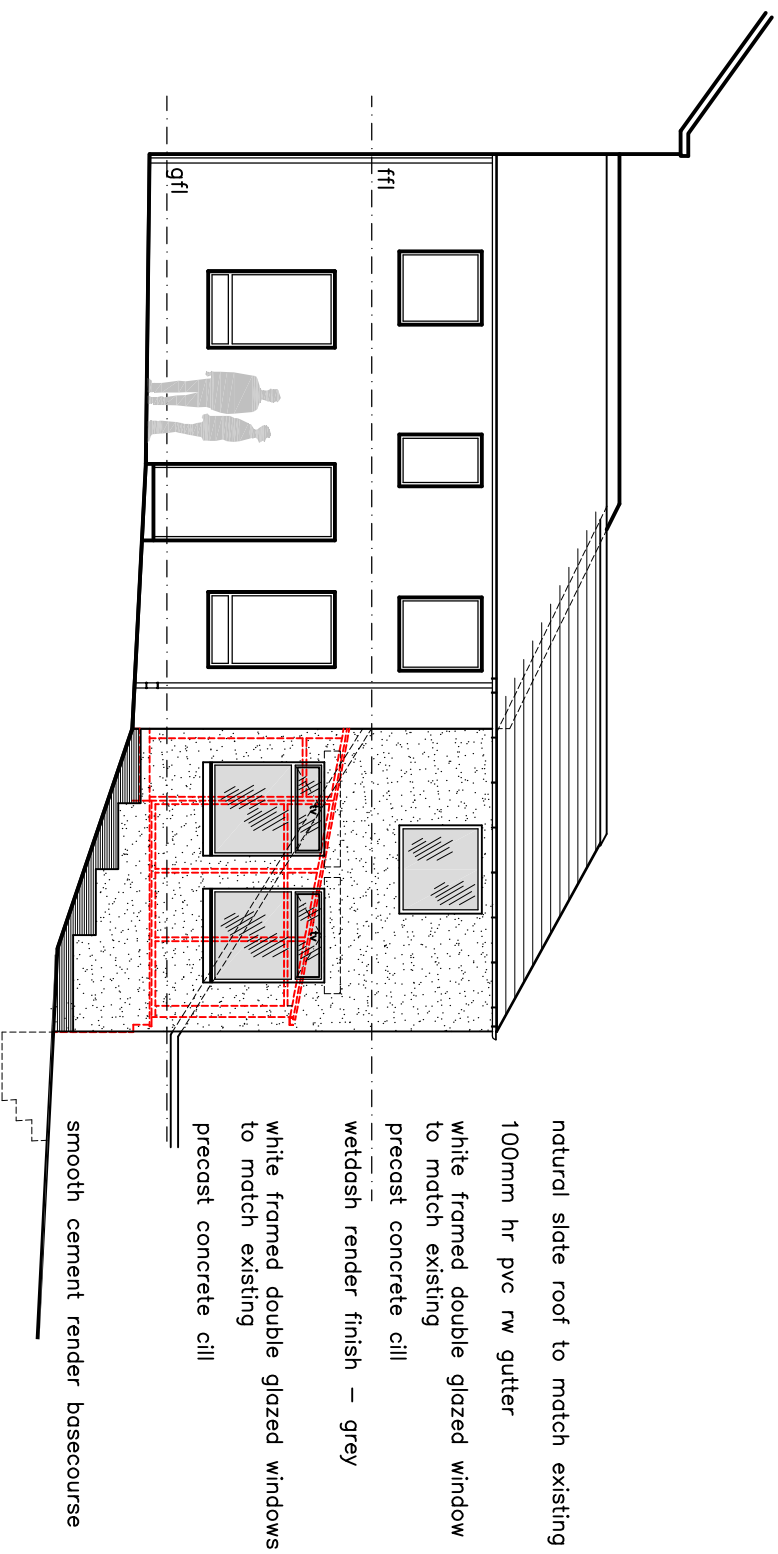 natural slate roof to match existing
100mm hr pvc rw gutter
white framed double glazed window
to match existing
precast concrete cill
wetdash render finish – grey
white framed double glazed windows
to match existing
precast concrete cill
smooth cement render basecourse
ffl
gfl
tv
tv